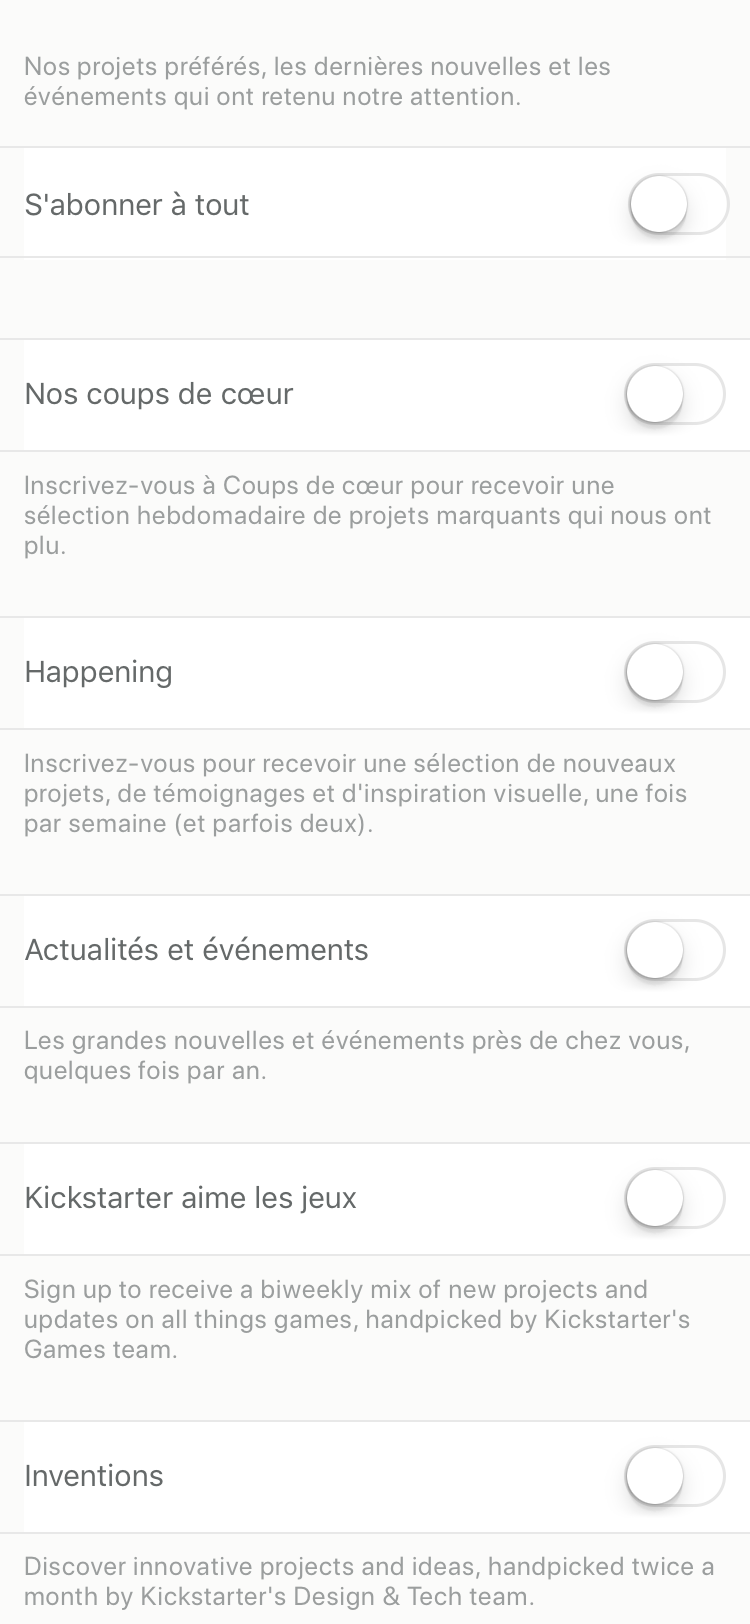 Nos projets préférés, les dernières nouvelles et les
événements qui ont retenu notre attention.
S'abonner à tout
Nos coups de cœur
Inscrivez-vous à Coups de cœur pour recevoir une
sélection hebdomadaire de projets marquants qui nous ont
plu.
Happening
Inscrivez-vous pour recevoir une sélection de nouveaux
projets, de témoignages et d'inspiration visuelle, une fois
par semaine (et parfois deux).
Actualités et événements
Les grandes nouvelles et événements près de chez vous,
quelques fois par an.
Kickstarter aime les jeux
Sign up to receive a biweekly mix of new projects and
updates on all things games, handpicked by Kickstarter's
Games team.
Inventions
Discover innovative projects and ideas, handpicked twice a
month by Kickstarter's Design & Tech team.